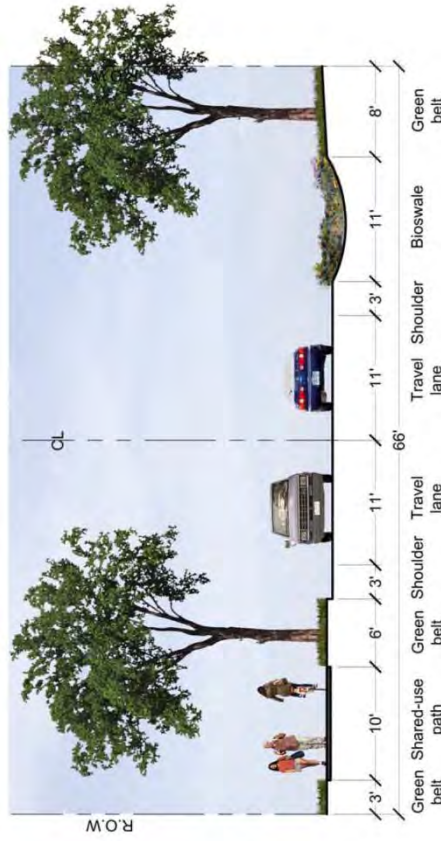 CL
R.O.W
3'
10'
6'
3'
11'
11'
3'
11'
8'
66'
Green belt
Shared-use path
Green belt
Shoulder
Travel lane
Travel lane
Shoulder
Bioswale
Green belt